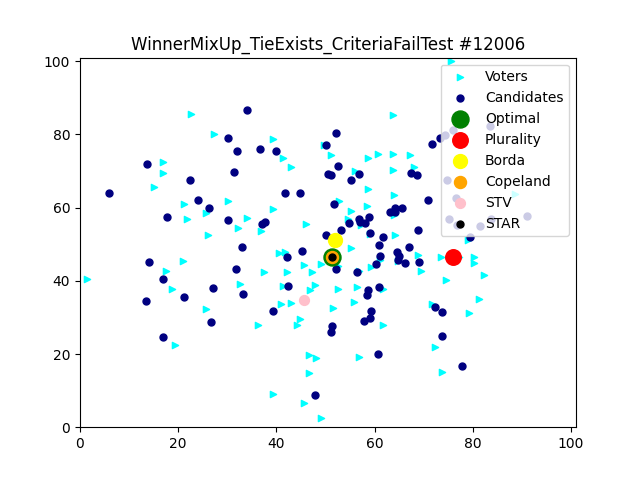 WinnerMixUp_TieExists_CriteriaFailTest #12006
100
80
60
40
20
0
0 20 40 60 80 100
Voters
Candidates
Optimal
Plurality
Borda
Copeland
STV
STAR